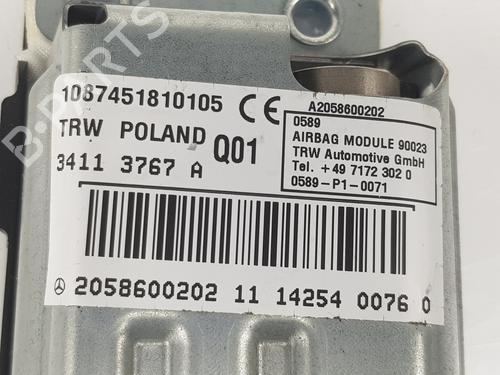 B-PARTS
1087451810105 CE A2058600202
TRW POLAND Q01
3411 3767 A
0589
AIRBAG MODULE 90023
TRW Automotive GmbH
Tel. +49 7172 302 0
0589-P1-0071
2058600202 11 14254 0076 0